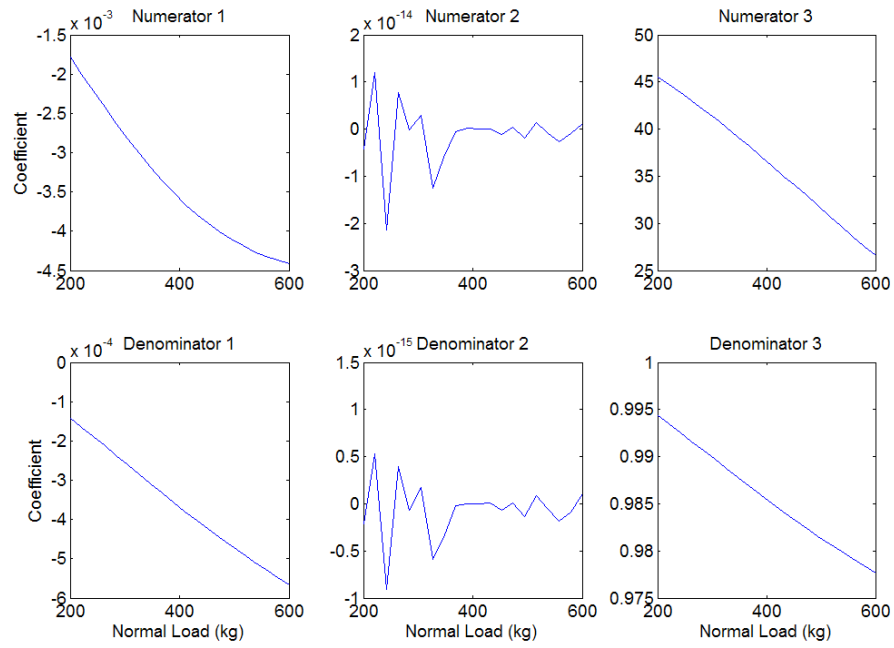 Numerator 1
x 10^-3
-1.5
-2
-2.5
-3
-3.5
-4
-4.5
Coefficient
200 400 600
Numerator 2
x 10^-14
2
1
0
-1
-2
-3
200 400 600
Numerator 3
50
45
40
35
30
25
200 400 600
Denominator 1
x 10^-4
0
-1
-2
-3
-4
-5
-6
Coefficient
200 400 600
Normal Load (kg)
x 10^-15 Denominator 2
1.5
1
0.5
0
-0.5
-1
200 400 600
Normal Load (kg)
Denominator 3
1
0.995
0.99
0.985
0.98
0.975
200 400 600
Normal Load (kg)